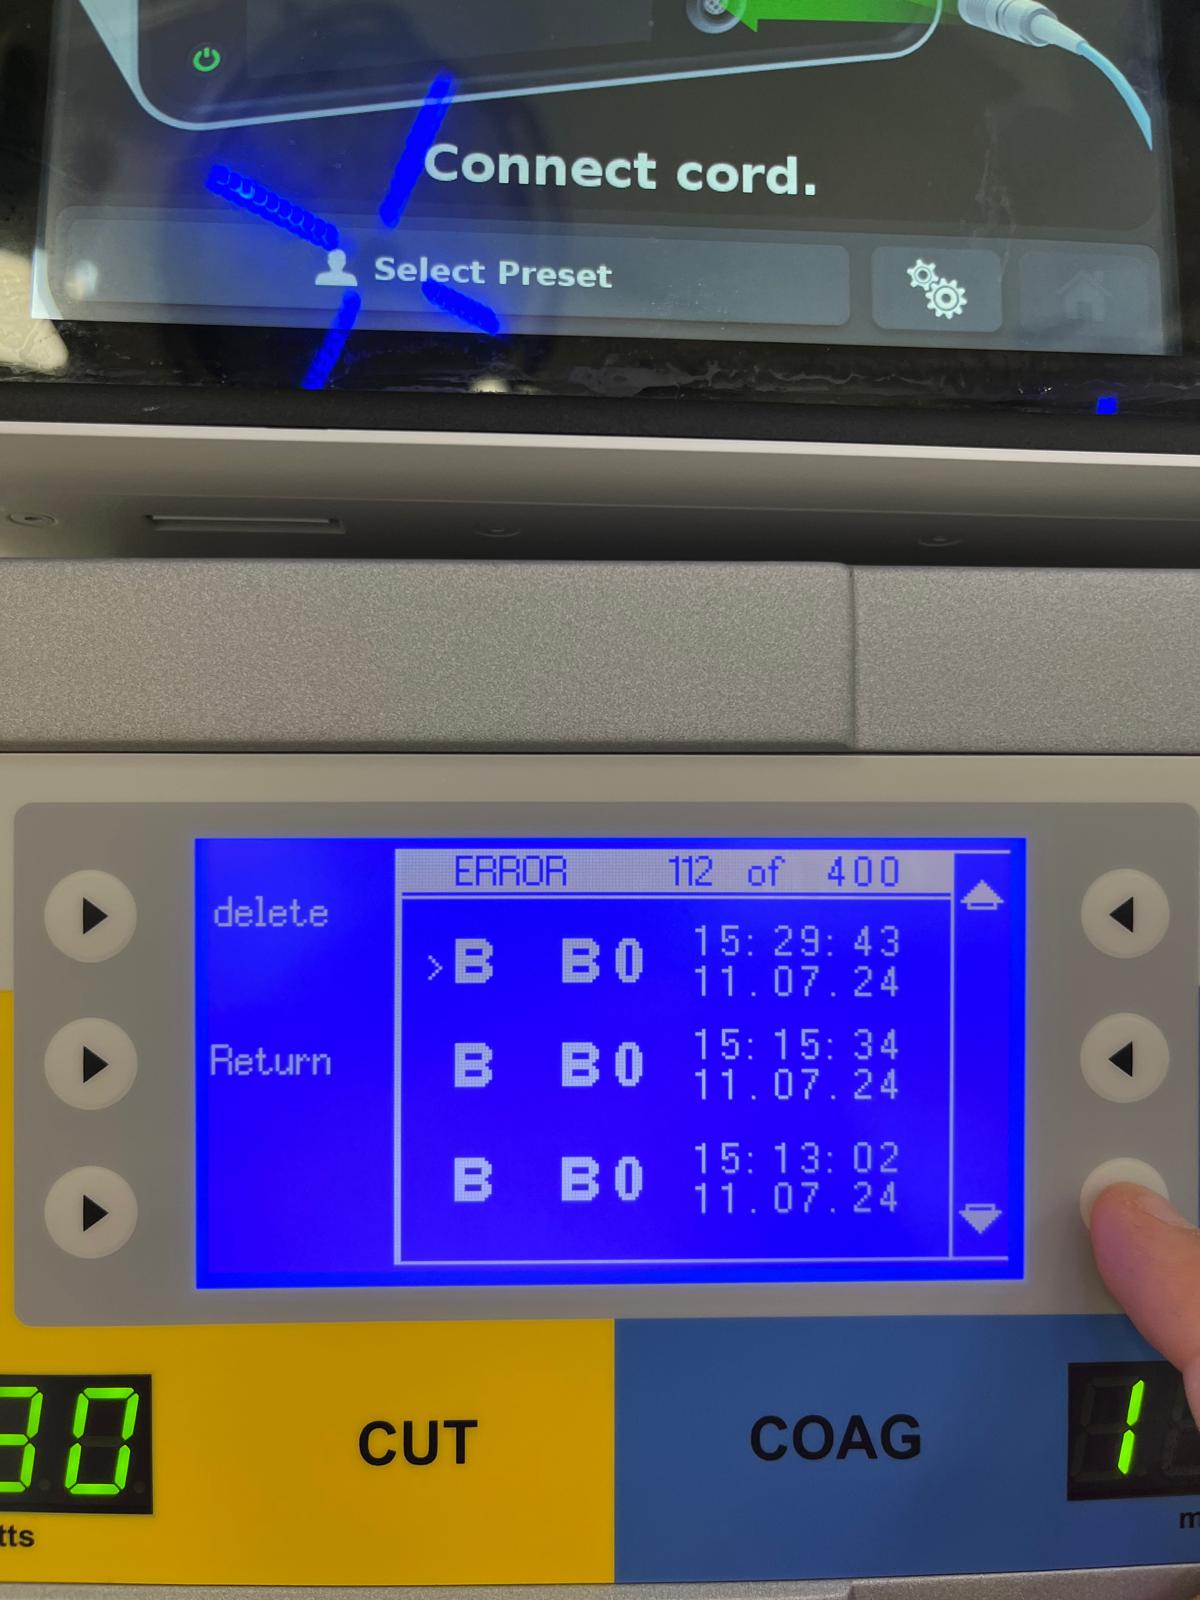 Connect cord.
Select Preset
delete
Return
ERROR 112 of 400
>B B0 15:29:43
11.07.24
B B0 15:15:34
11.07.24
B B0 15:13:02
11.07.24
30
CUT
COAG
1